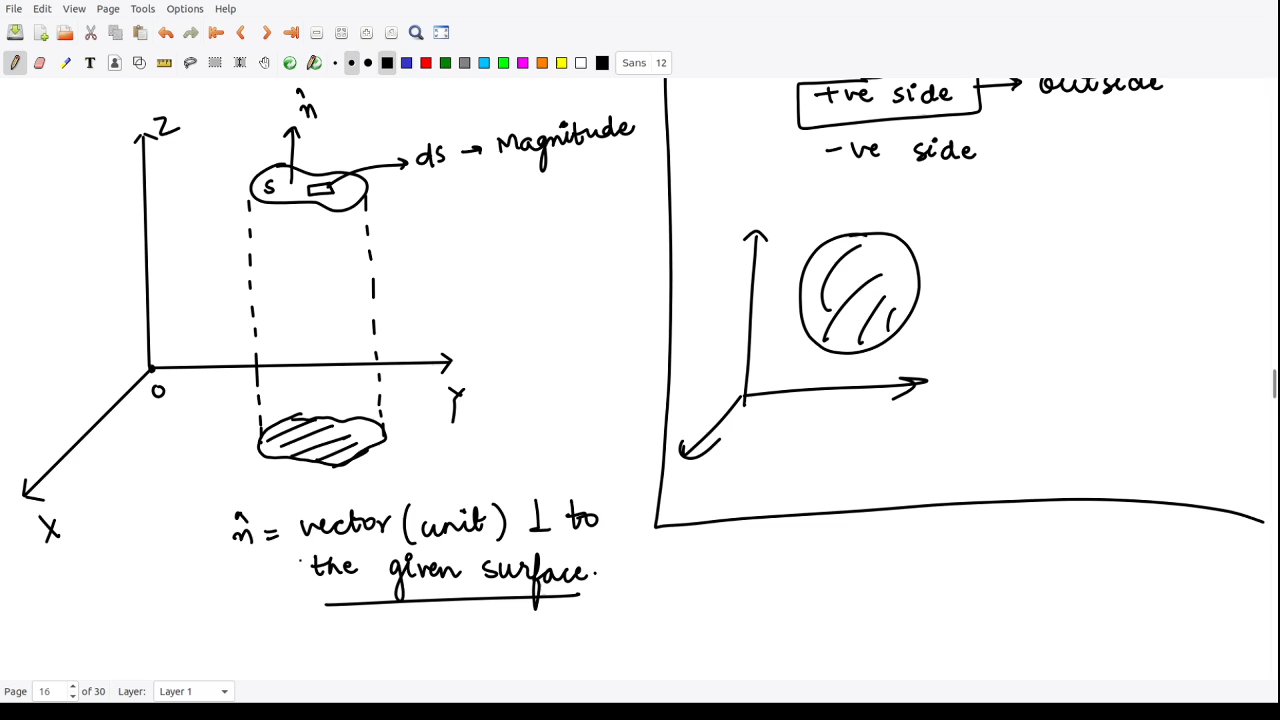 File Edit View Page Journal Tools Options Help
Sans 12
n̂
Z
S
ds → Magnitude
O
Y
X
n̂ = vector (unit) ⊥ to
the given surface.
+ve side → outside
-ve side
Page 16 of 30 Layer: Layer 1